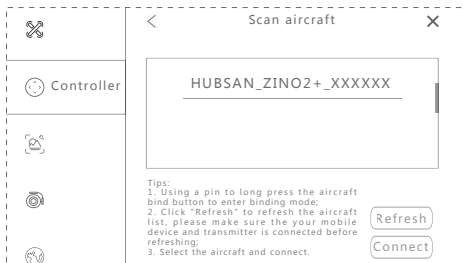 Scan aircraft
Controller
HUBSAN_ZINO2+_XXXXXX
Tips:
1. Using a pin to long press the aircraft
bind button to enter binding mode;
2. Click "Refresh" to refresh the aircraft
list, please make sure the your mobile
device and transmitter is connected before
refreshing;
3. Select the aircraft and connect.
Refresh
Connect